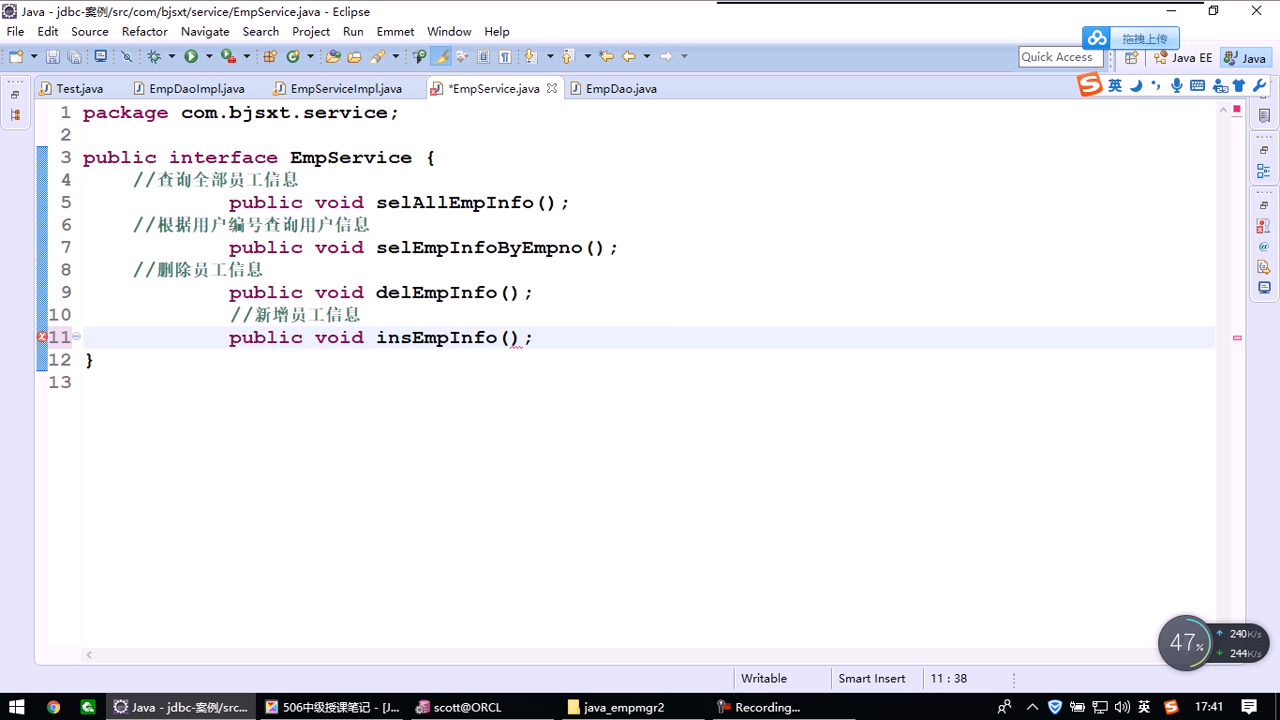 Java - jdbc-案例/src/com/bjsxt/service/EmpService.java - Eclipse
File Edit Source Refactor Navigate Search Project Run Emmet Window Help
拖拽上传
Quick Access
Java EE
Java
英
Test.java EmpDaoImpl.java EmpServiceImpl.java *EmpService.java EmpDao.java
1 package com.bjsxt.service;
2
3 public interface EmpService {
4 //查询全部员工信息
5 public void selAllEmpInfo();
6 //根据用户编号查询用户信息
7 public void selEmpInfoByEmpno();
8 //删除员工信息
9 public void delEmpInfo();
10 //新增员工信息
11 public void insEmpInfo();
12 }
13
47%
240K/s
244K/s
Writable Smart Insert 11 : 38
Java - jdbc-案例/src... 506中级授课笔记 - [J... scott@ORCL java_empmgr2 Recording... 英 17:41